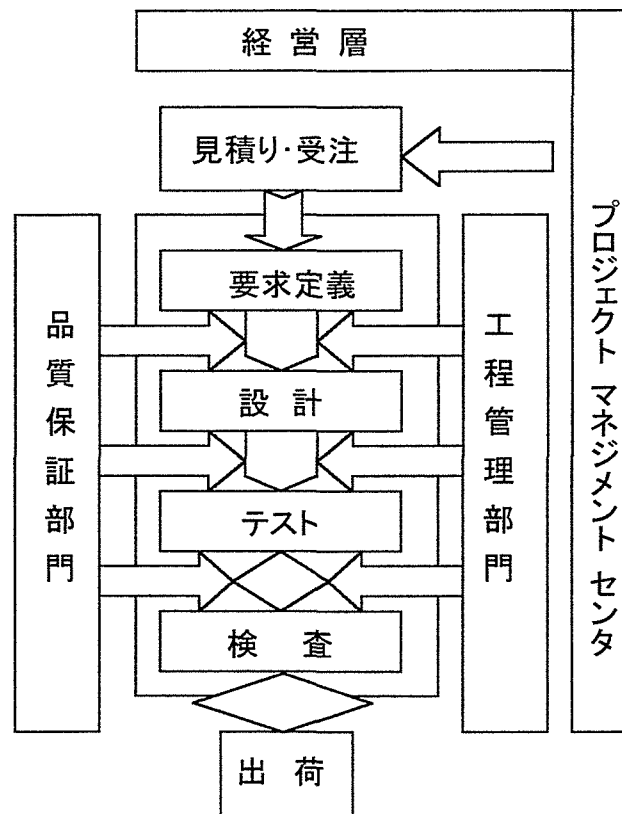 経営層
見積り・受注
要求定義
設計
テスト
検査
出荷
品質保証部門
工程管理部門
プロジェクト マネジメント センタ